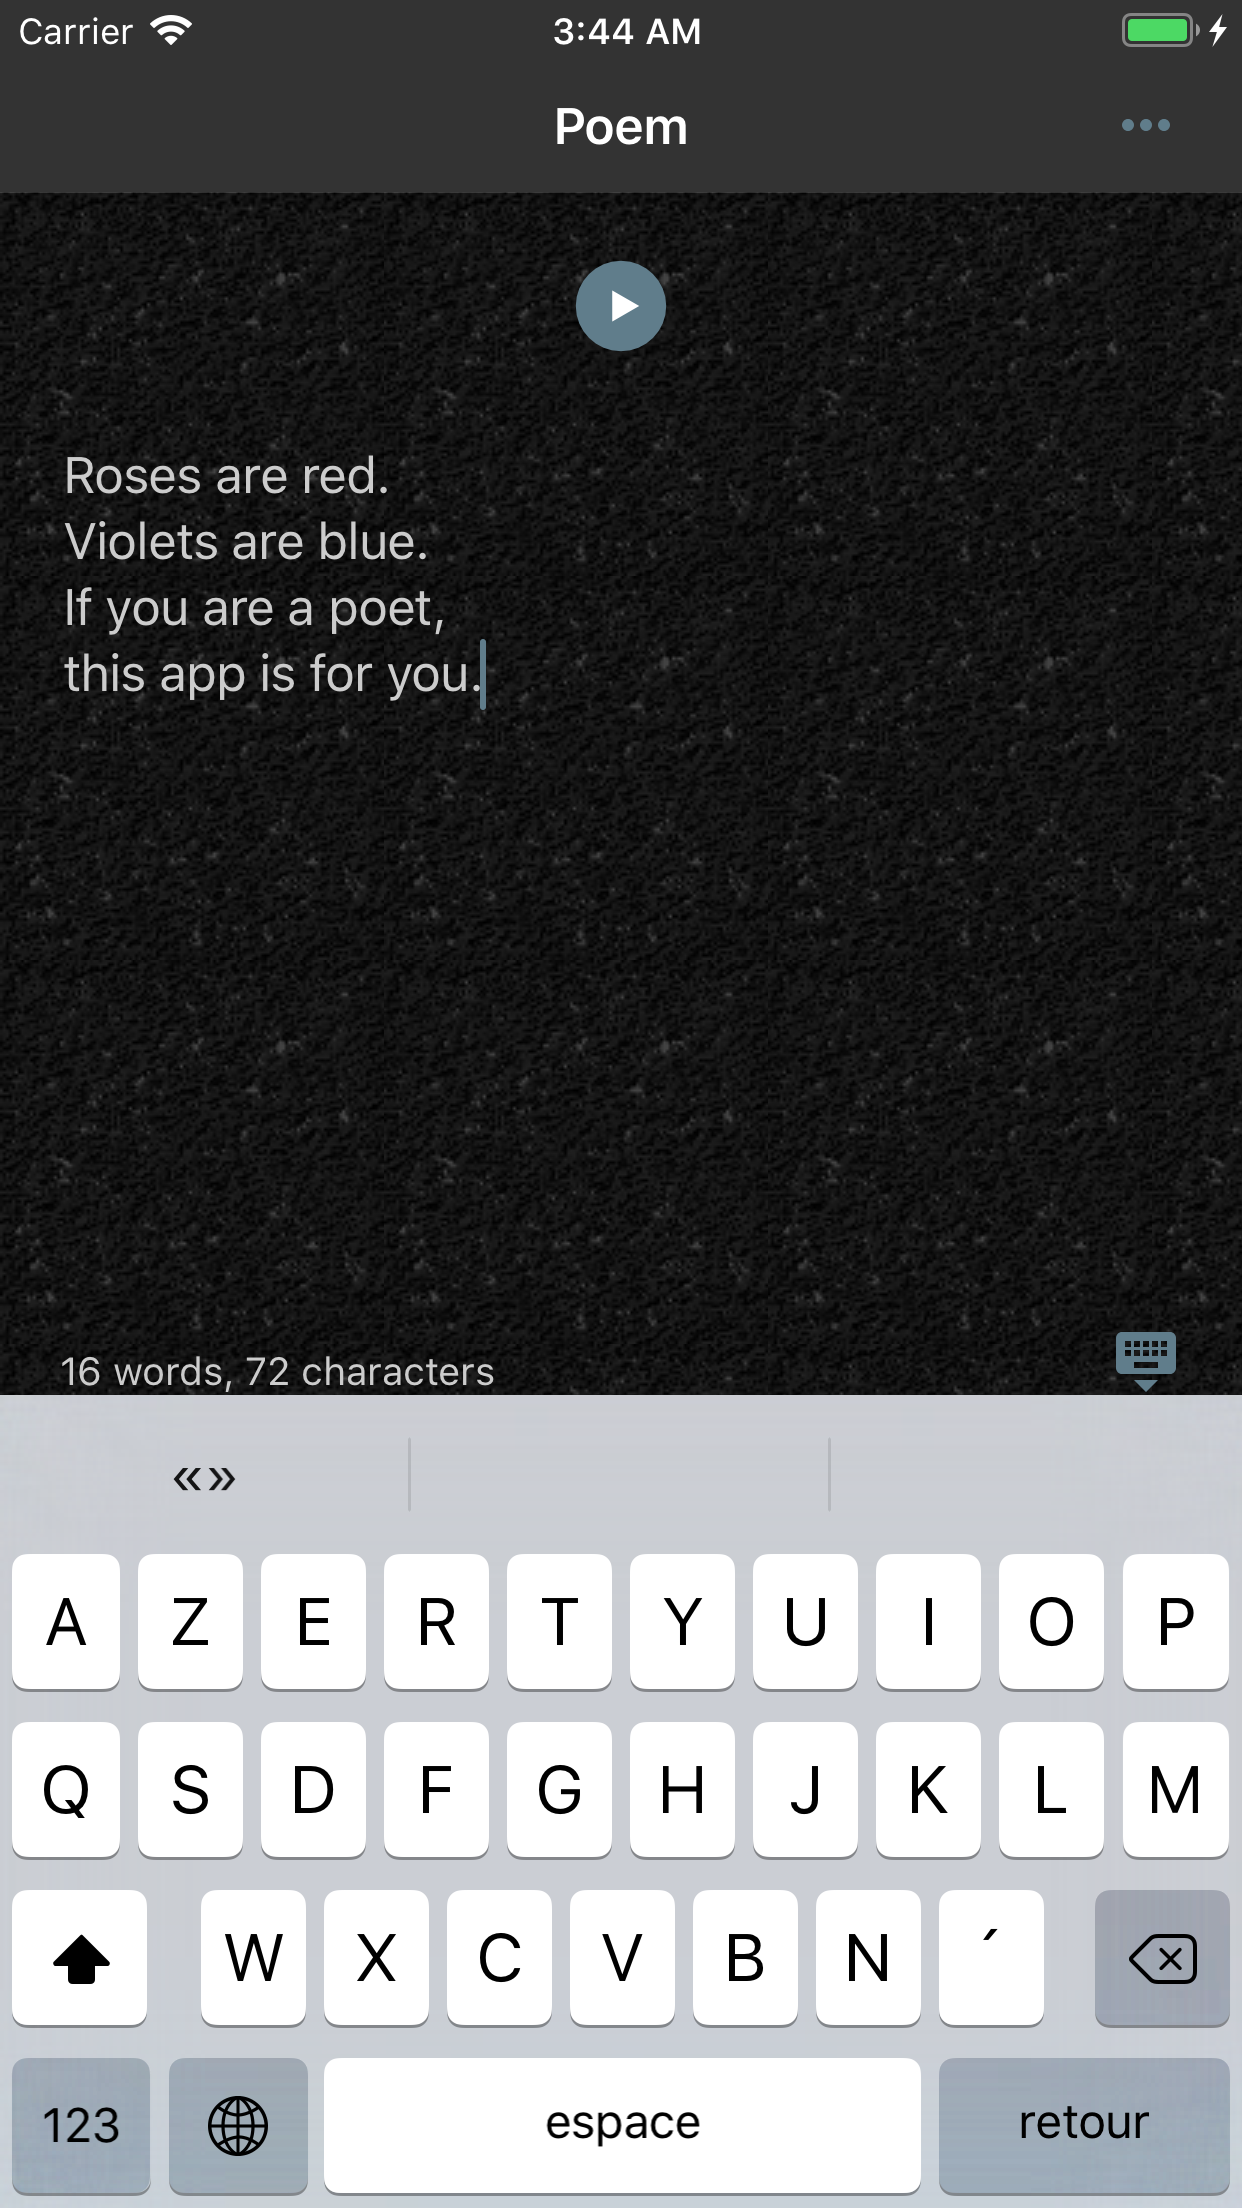 Carrier 3:44 AM
Poem
Roses are red.
Violets are blue.
If you are a poet,
this app is for you.
16 words, 72 characters
«»
A Z E R T Y U I O P
Q S D F G H J K L M
W X C V B N ´
123 espace retour